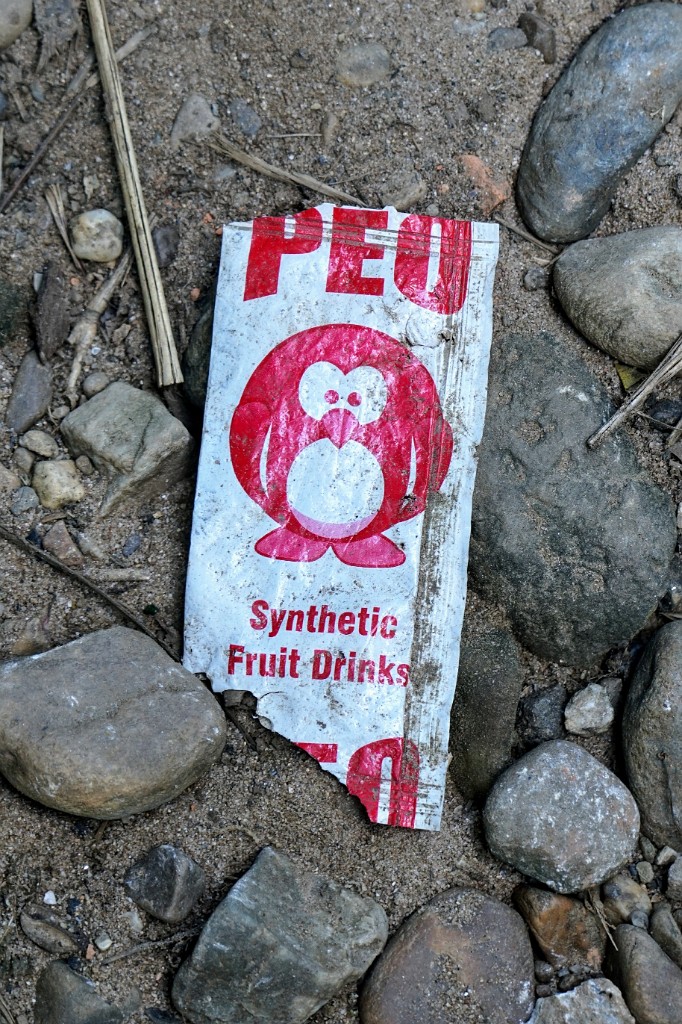 PEU
Synthetic
Fruit Drinks